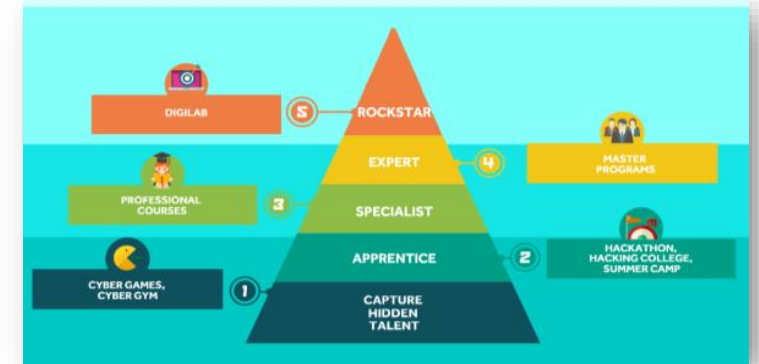 DIGILAB
5
ROCKSTAR
EXPERT
4
MASTER
PROGRAMS
PROFESSIONAL
COURSES
3
SPECIALIST
APPRENTICE
2
HACKATHON,
HACKING COLLEGE,
SUMMER CAMP
CYBER GAMES,
CYBER GYM
1
CAPTURE
HIDDEN
TALENT